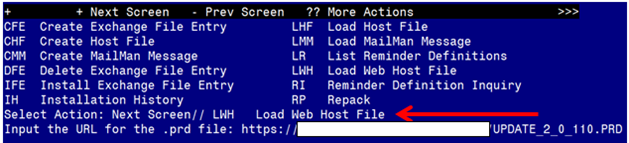 + + Next Screen - Prev Screen ?? More Actions >>>
CFE Create Exchange File Entry LHF Load Host File
CHF Create Host File LMM Load MailMan Message
CMM Create MailMan Message LR List Reminder Definitions
DFE Delete Exchange File Entry LWH Load Web Host File
IFE Install Exchange File Entry RI Reminder Definition Inquiry
IH Installation History RP Repack
Select Action: Next Screen// LWH Load Web Host File
Input the URL for the .prd file: https:// /UPDATE_2_0_110.PRD